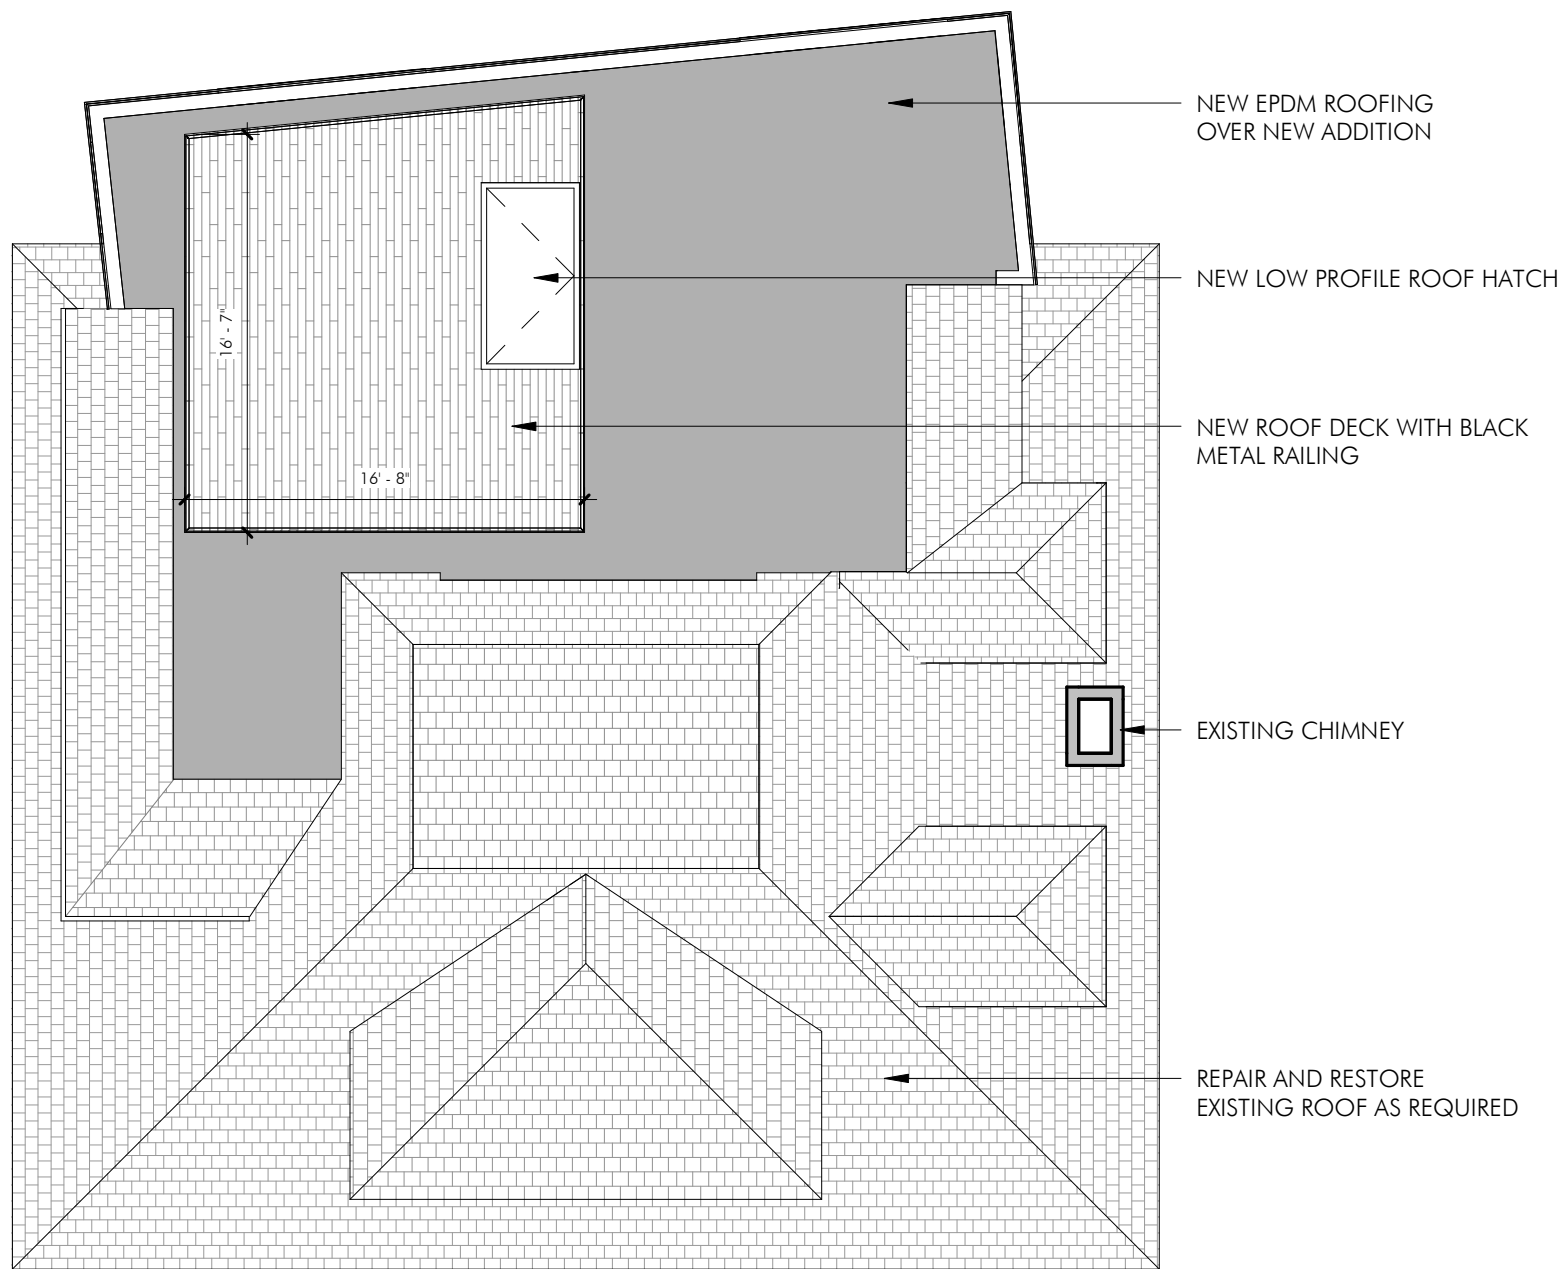 NEW EPDM ROOFING
OVER NEW ADDITION
NEW LOW PROFILE ROOF HATCH
16' - 7"
NEW ROOF DECK WITH BLACK
METAL RAILING
16' - 8"
EXISTING CHIMNEY
REPAIR AND RESTORE
EXISTING ROOF AS REQUIRED